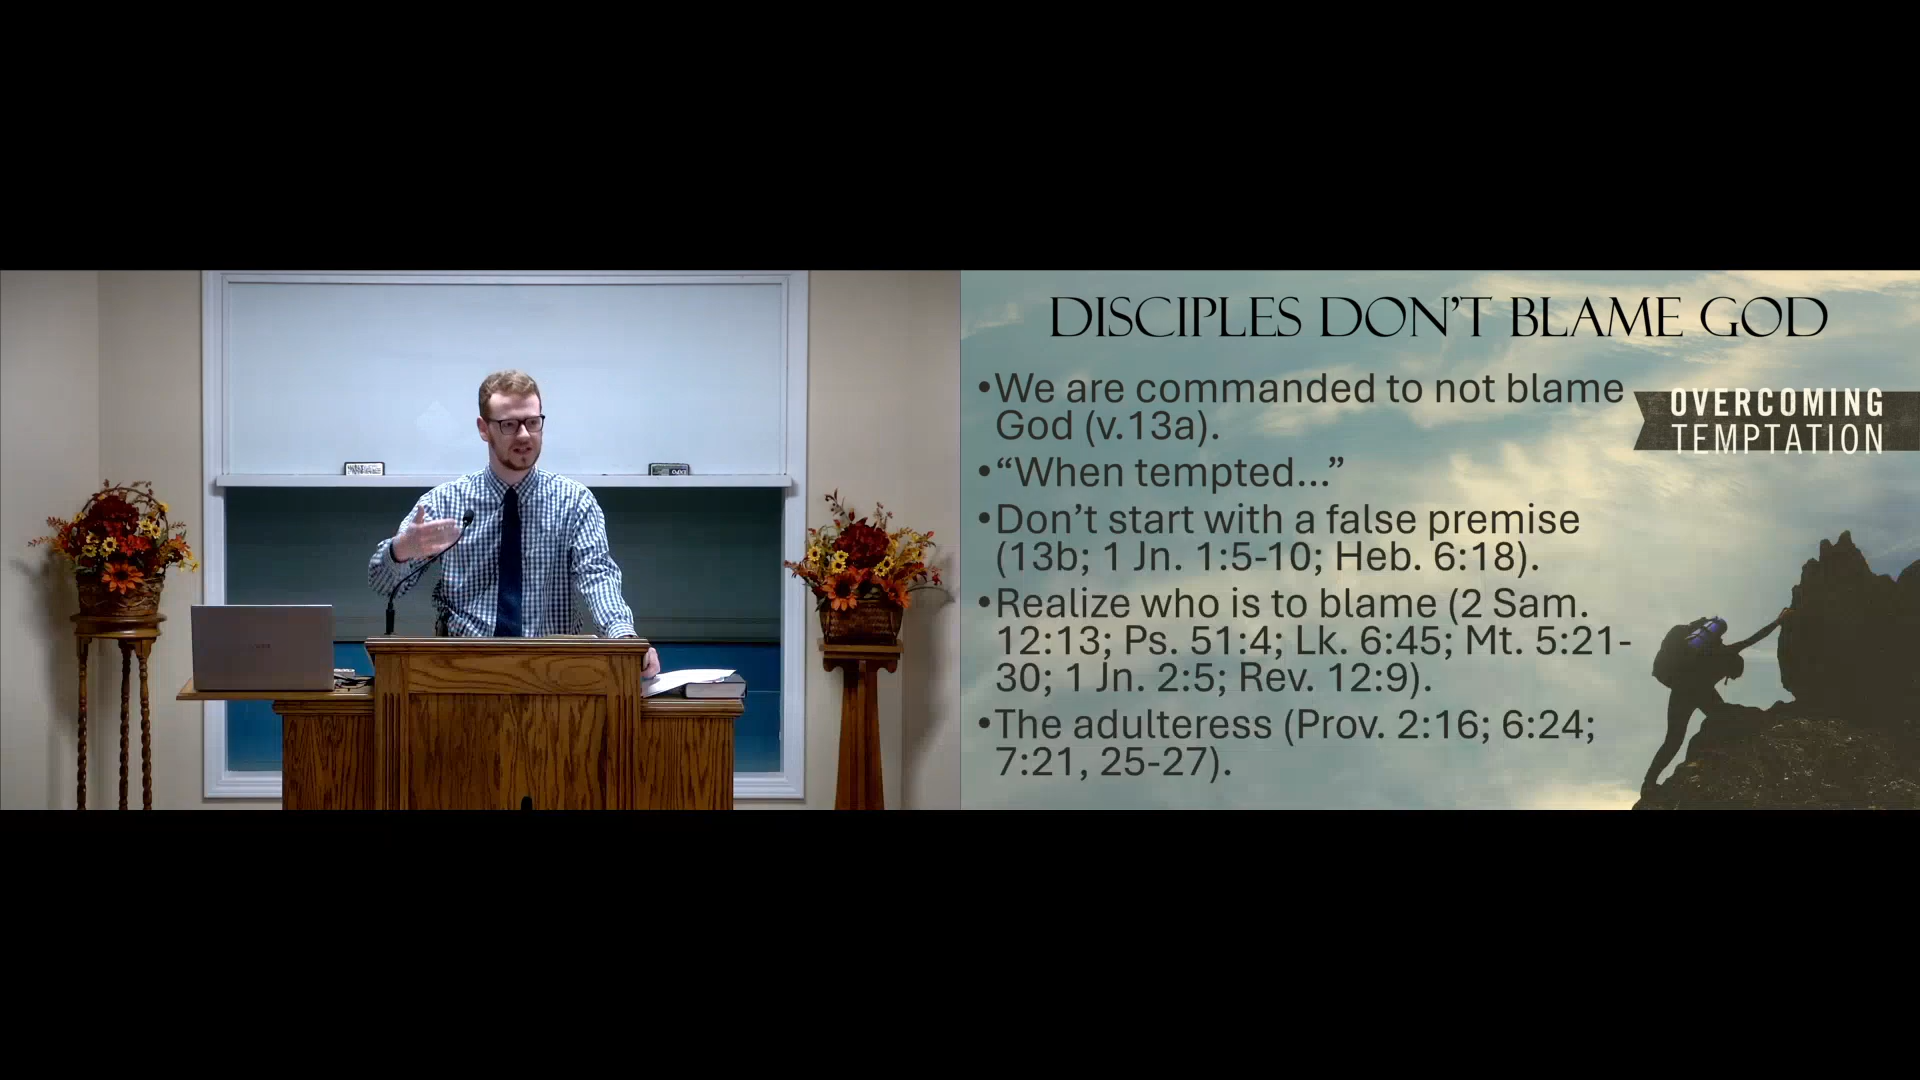 DISCIPLES DON'T BLAME GOD
•We are commanded to not blame
God (v.13a).
•“When tempted...”
•Don’t start with a false premise
(13b; 1 Jn. 1:5-10; Heb. 6:18).
•Realize who is to blame (2 Sam.
12:13; Ps. 51:4; Lk. 6:45; Mt. 5:21-
30; 1 Jn. 2:5; Rev. 12:9).
•The adulteress (Prov. 2:16; 6:24;
7:21, 25-27).
OVERCOMING
TEMPTATION